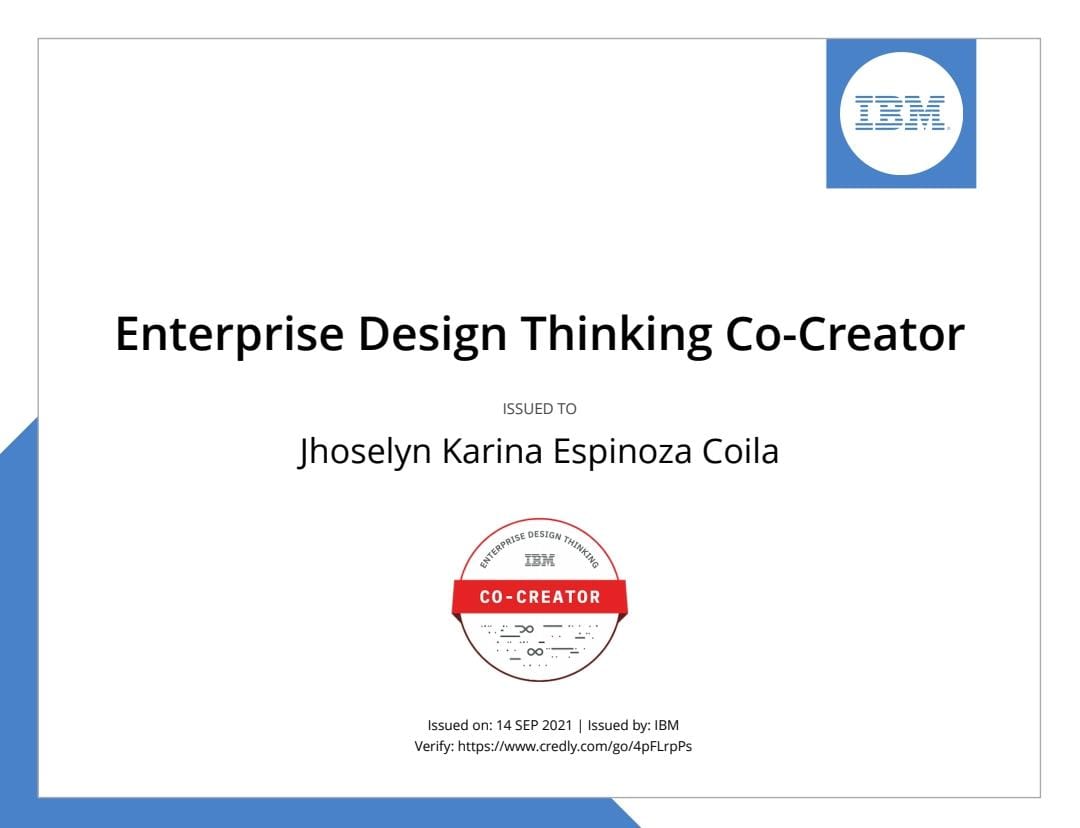 IBM
Enterprise Design Thinking Co-Creator
ISSUED TO
Jhoselyn Karina Espinoza Coila
ENTERPRISE DESIGN THINKING
IBM
CO-CREATOR
Issued on: 14 SEP 2021 | Issued by: IBM
Verify: https://www.credly.com/go/4pFLrpPs